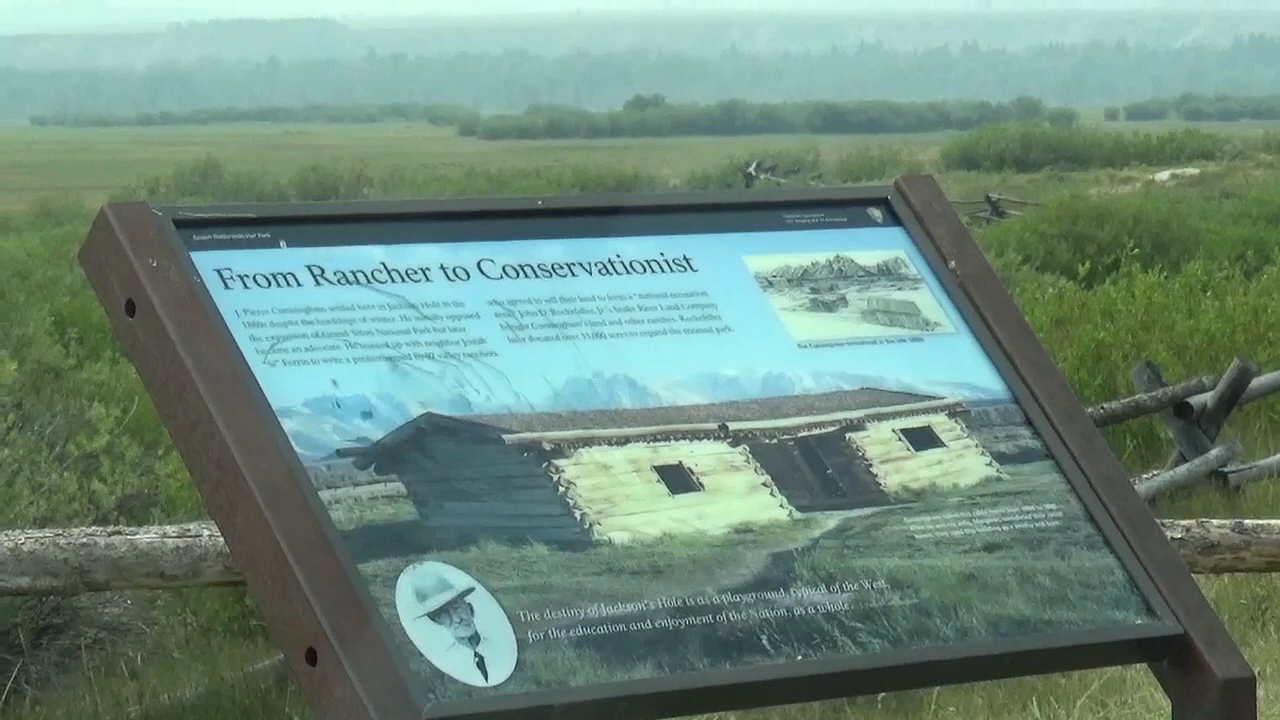 Grand Teton National Park
From Rancher to Conservationist
J. Pierce Cunningham settled here in Jackson Hole in the
1880s despite the hardships of winter. He initially opposed
the expansion of Grand Teton National Park but later
became an advocate. He teamed up with neighbor Josiah
"Si" Ferrin to write a petition signed by 97 valley ranchers
who agreed to sell their land to form a "national recreation
area." John D. Rockefeller, Jr.'s Snake River Land Company
bought Cunningham's land and other ranches. Rockefeller
later donated over 33,000 acres to expand the national park.
The destiny of Jackson's Hole is as a playground, typical of the West,
for the education and enjoyment of the Nation, as a whole.